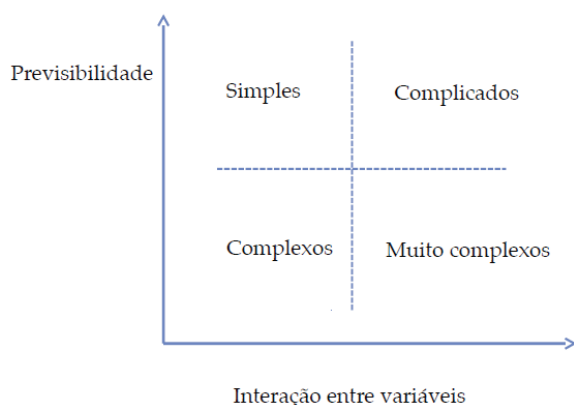 Previsibilidade
Simples
Complicados
Complexos
Muito complexos
Interação entre variáveis